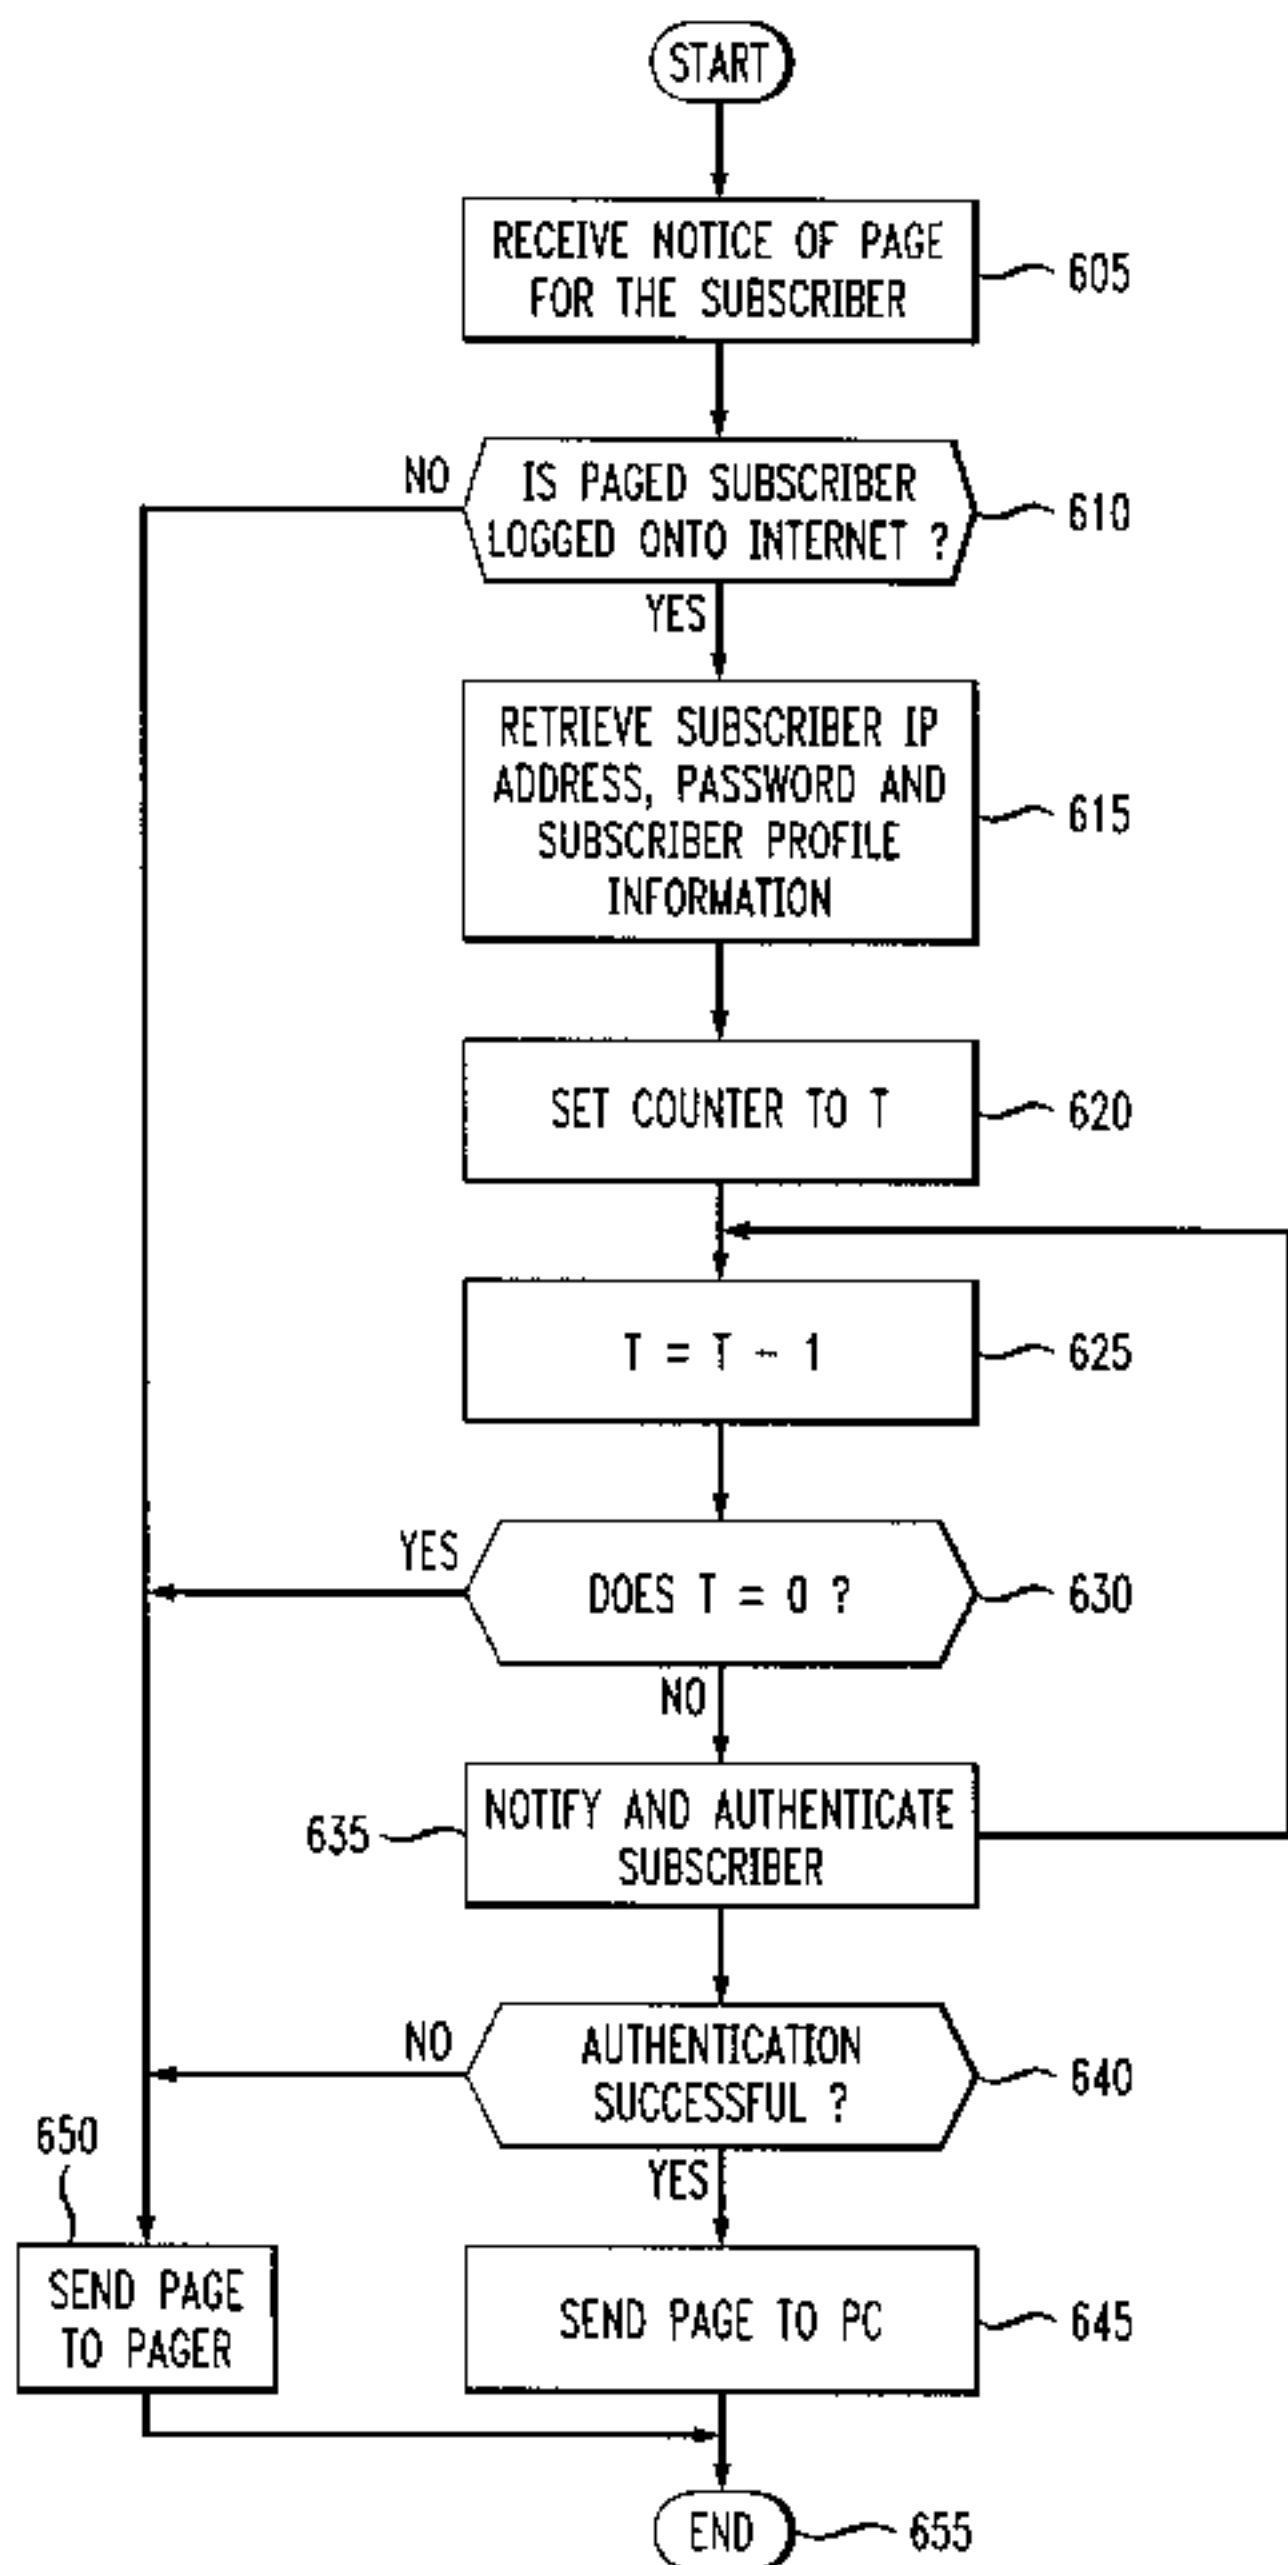 START
RECEIVE NOTICE OF PAGE
FOR THE SUBSCRIBER
605
NO
IS PAGED SUBSCRIBER
LOGGED ONTO INTERNET ?
610
YES
RETRIEVE SUBSCRIBER IP
ADDRESS, PASSWORD AND
SUBSCRIBER PROFILE
INFORMATION
615
SET COUNTER TO T
620
T = T - 1
625
YES
DOES T = 0 ?
630
NO
635
NOTIFY AND AUTHENTICATE
SUBSCRIBER
NO
AUTHENTICATION
SUCCESSFUL ?
640
650
YES
SEND PAGE
TO PAGER
SEND PAGE TO PC
645
END
655